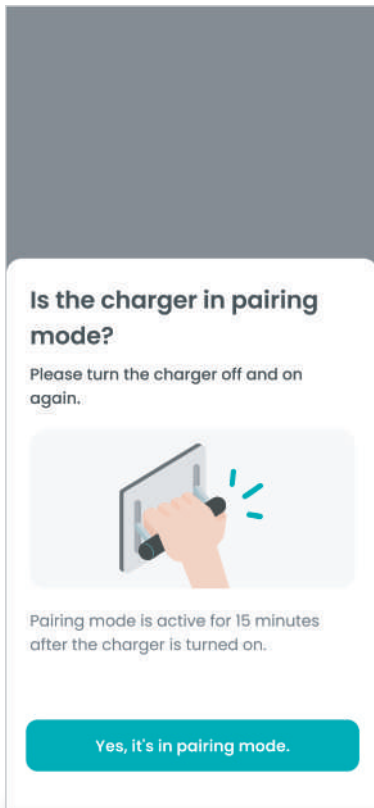 Is the charger in pairing
mode?
Please turn the charger off and on
again.
Pairing mode is active for 15 minutes
after the charger is turned on.
Yes, it's in pairing mode.